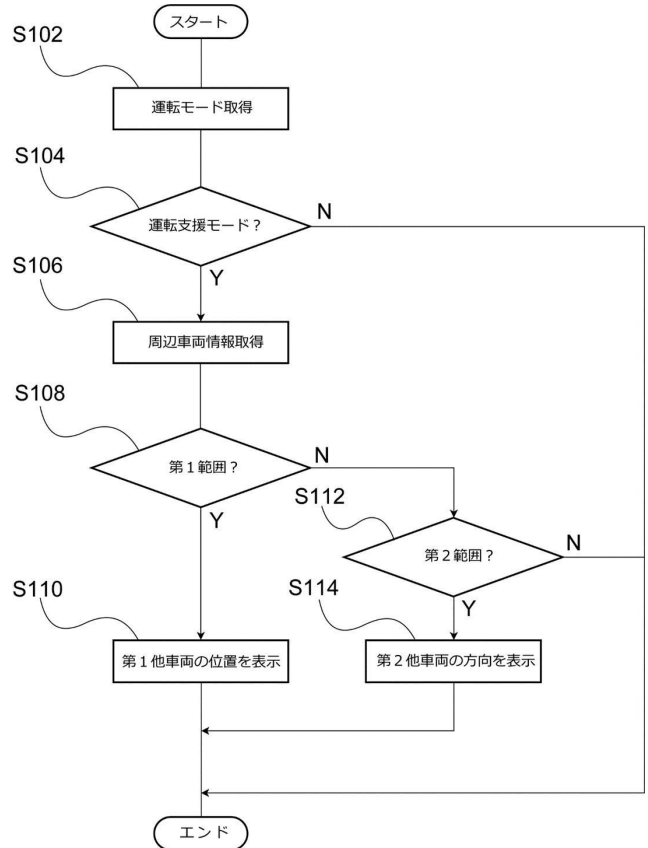 スタート
S102
運転モード取得
S104
運転支援モード？
N
Y
S106
周辺車両情報取得
S108
第１範囲？
N
Y
S112
第２範囲？
N
Y
S110
第１他車両の位置を表示
S114
第２他車両の方向を表示
エンド